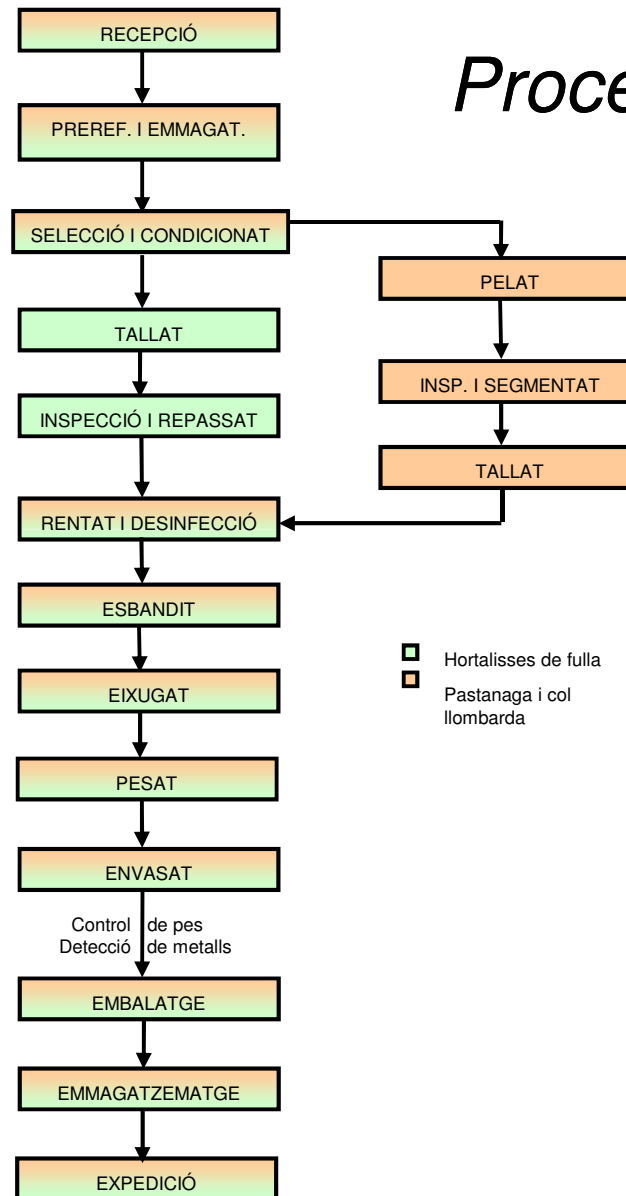 RECEPCIÓ
PREREF. I EMMAGAT.
SELECCIÓ I CONDICIONAT
TALLAT
INSPECCIÓ I REPASSAT
RENTAT I DESINFECCIÓ
ESBANDIT
EIXUGAT
PESAT
ENVASAT
Control de pes
Detecció de metalls
EMBALATGE
EMMAGATZEMATGE
EXPEDICIÓ
PELAT
INSP. I SEGMENTAT
TALLAT
Hortalisses de fulla
Pastanaga i col
llombarda